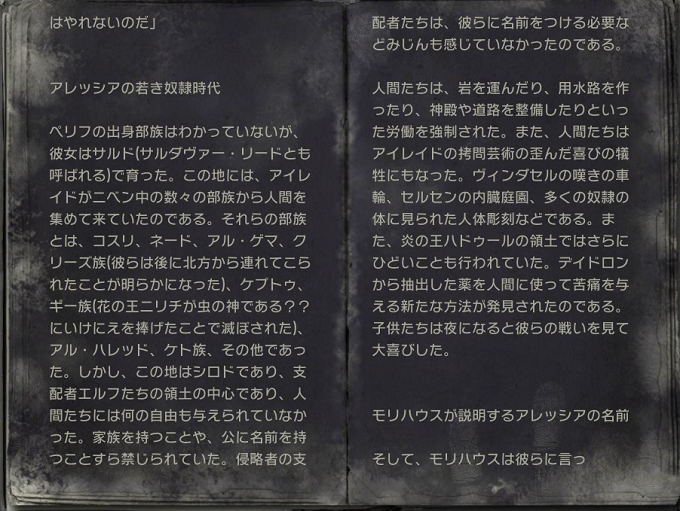 はやれないのだ」
アレッシアの若き奴隷時代
ペリフの出身部族はわかっていないが、
彼女はサルド(サルダヴァー・リードとも
呼ばれる)で育った。この地には、アイレ
イドがニベン中の数々の部族から人間を
集めて来ていたのである。それらの部族
とは、コスリ、ネード、アル・ゲマ、ク
リーズ族(彼らは後に北方から連れてこら
れたことが明らかになった)、ケプトゥ、
ギー族(花の王ニリチが虫の神である??
にいけにえを捧げたことで滅ぼされた)、
アル・ハレッド、ケト族、その他であっ
た。しかし、この地はシロドであり、支
配者エルフたちの領土の中心であり、人
間たちには何の自由も与えられていなか
った。家族を持つことや、公に名前を持
つことすら禁じられていた。侵略者の支
配者たちは、彼らに名前をつける必要な
どみじんも感じていなかったのである。
人間たちは、岩を運んだり、用水路を作
ったり、神殿や道路を整備したりといっ
た労働を強制された。また、人間たちは
アイレイドの拷問芸術の歪んだ喜びの犠
牲にもなった。ヴィンダセルの嘆きの車
輪、セルセンの内臓庭園、多くの奴隷の
体に見られた人体彫刻などである。ま
た、炎の王ハドゥールの領土ではさらに
ひどいことも行われていた。デイドロン
から抽出した薬を人間に使って苦痛を与
える新たな方法が発見されたのである。
子供たちは夜になると彼らの戦いを見て
大喜びした。
モリハウスが説明するアレッシアの名前
そして、モリハウスは彼らに言っ